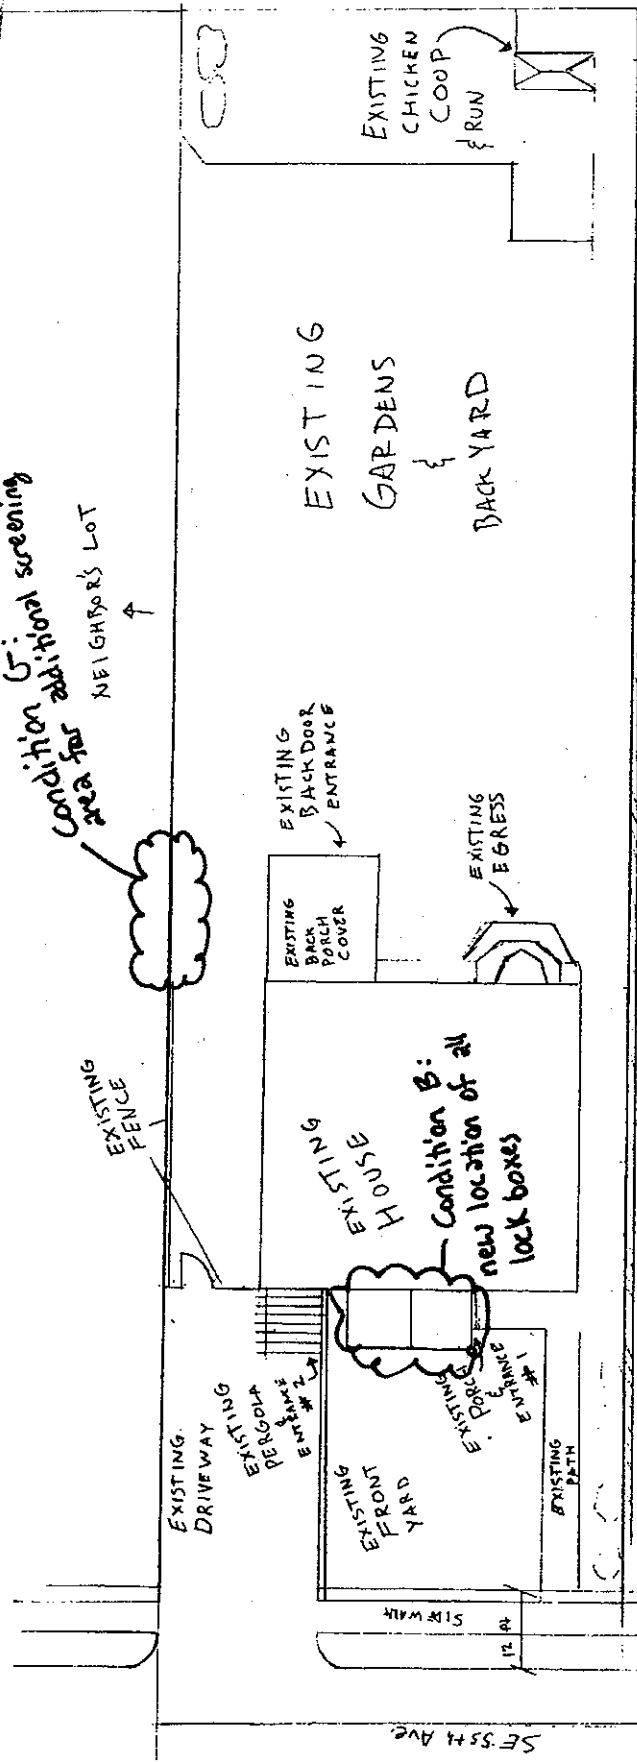 Condition G:
area for additional screening
NEIGHBOR'S LOT
EXISTING
CHICKEN
COOP
& RUN
EXISTING
GARDENS
&
BACK YARD
EXISTING
BACK DOOR
ENTRANCE
EXISTING
BACK
PORCH
COVER
EXISTING
EGRESS
EXISTING
FENCE
EXISTING
HOUSE
Condition B:
new location of all
lock boxes
EXISTING
DRIVEWAY
EXISTING
PERGOLA
&
ENTRANCE
#2
EXISTING
PORCH
&
ENTRANCE
#1
EXISTING
FRONT
YARD
EXISTING
PATH
SIDEWALK
12 ft
SE 55th Ave.